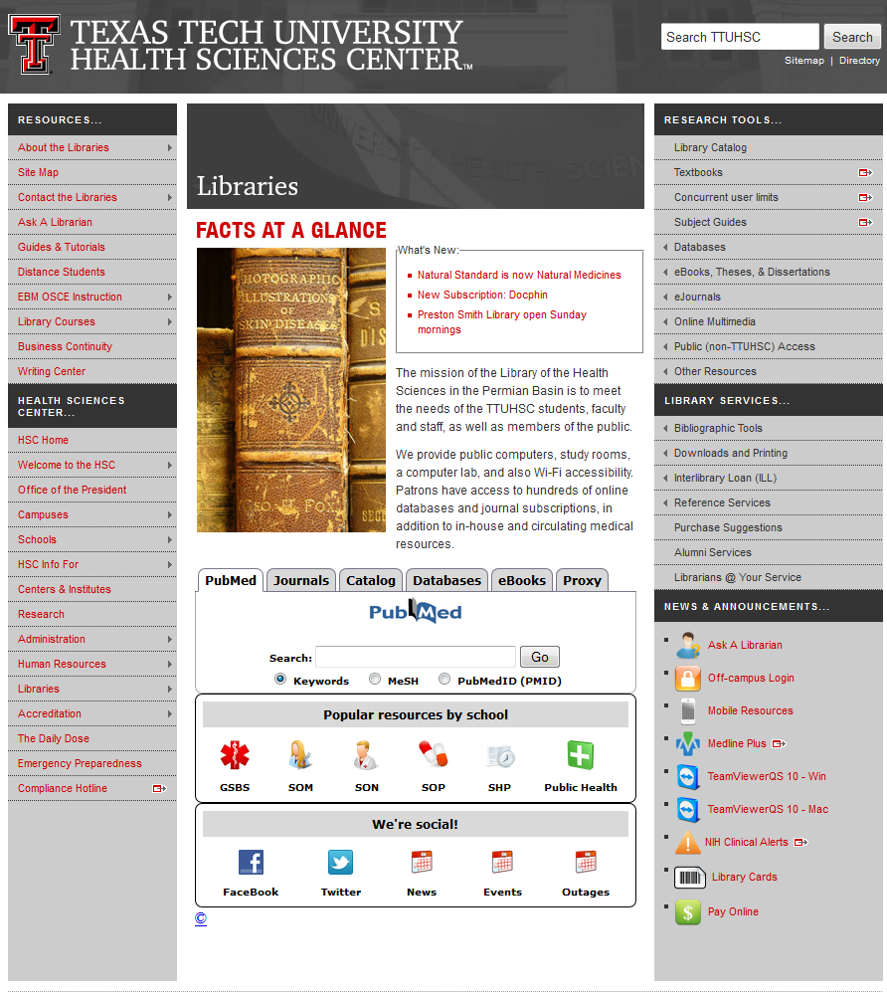 TEXAS TECH UNIVERSITY
HEALTH SCIENCES CENTER™
Search TTUHSC
Search
Sitemap | Directory
RESOURCES...
About the Libraries
Site Map
Contact the Libraries
Ask A Librarian
Guides & Tutorials
Distance Students
EBM OSCE Instruction
Library Courses
Business Continuity
Writing Center
HEALTH SCIENCES
CENTER...
HSC Home
Welcome to the HSC
Office of the President
Campuses
Schools
HSC Info For
Centers & Institutes
Research
Administration
Human Resources
Libraries
Accreditation
The Daily Dose
Emergency Preparedness
Compliance Hotline
Libraries
FACTS AT A GLANCE
HOTOGRAPHIC
ILLUSTRATIONS
OF
SKIN DISEASES
G. H. FOX
What's New:
Natural Standard is now Natural Medicines
New Subscription: Docphin
Preston Smith Library open Sunday
mornings
The mission of the Library of the Health
Sciences in the Permian Basin is to meet
the needs of the TTUHSC students, faculty
and staff, as well as members of the public.
We provide public computers, study rooms,
a computer lab, and also Wi-Fi accessibility.
Patrons have access to hundreds of online
databases and journal subscriptions, in
addition to in-house and circulating medical
resources.
PubMed Journals Catalog Databases eBooks Proxy
PubMed
Search: Go
Keywords MeSH PubMedID (PMID)
Popular resources by school
GSBS SOM SON SOP SHP Public Health
We're social!
FaceBook Twitter News Events Outages
©
RESEARCH TOOLS...
Library Catalog
Textbooks
Concurrent user limits
Subject Guides
Databases
eBooks, Theses, & Dissertations
eJournals
Online Multimedia
Public (non-TTUHSC) Access
Other Resources
LIBRARY SERVICES...
Bibliographic Tools
Downloads and Printing
Interlibrary Loan (ILL)
Reference Services
Purchase Suggestions
Alumni Services
Librarians @ Your Service
NEWS & ANNOUNCEMENTS...
Ask A Librarian
Off-campus Login
Mobile Resources
Medline Plus
TeamViewerQS 10 - Win
TeamViewerQS 10 - Mac
NIH Clinical Alerts
Library Cards
Pay Online